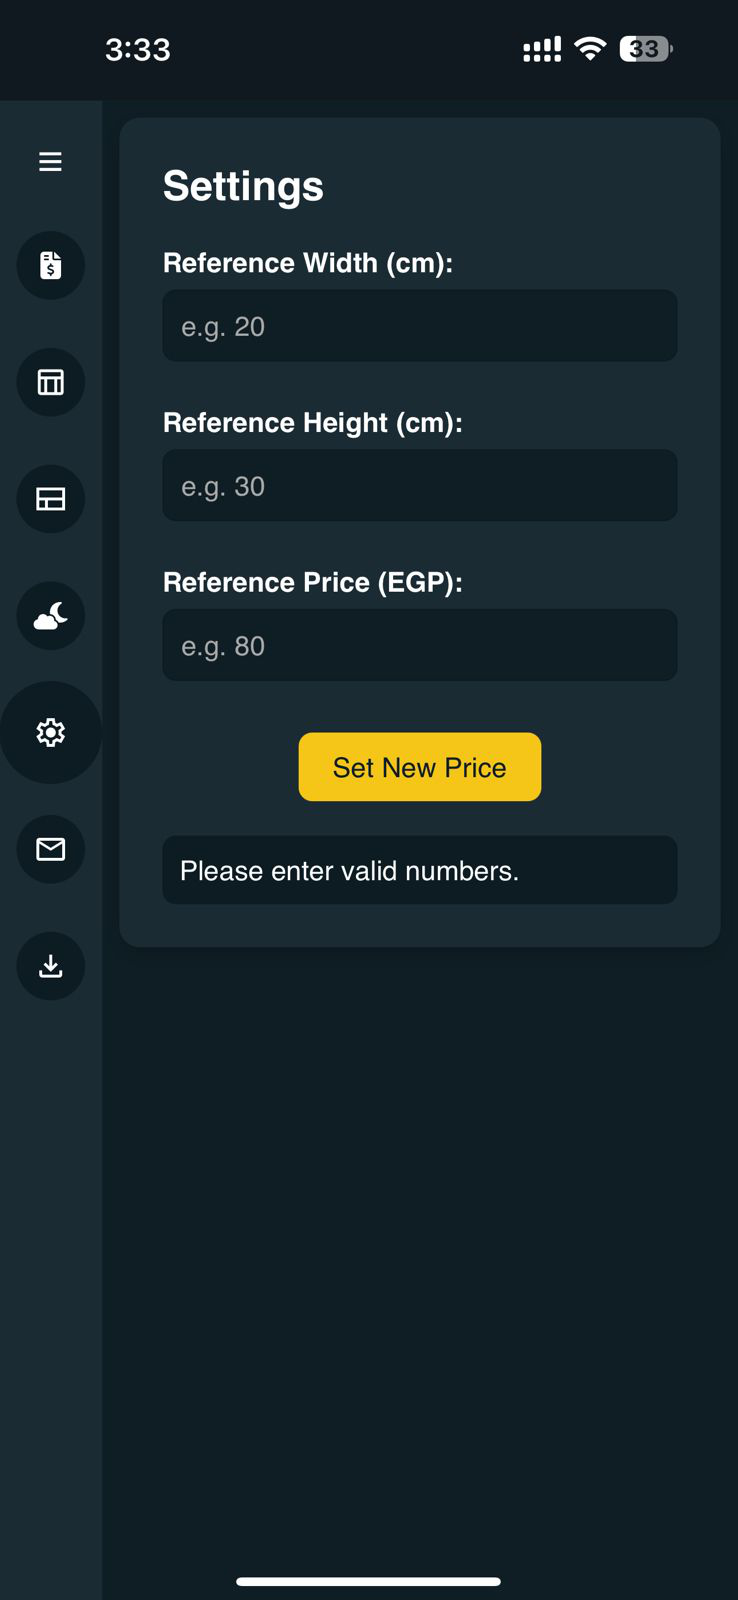 3:33
33
Settings
Reference Width (cm):
e.g. 20
Reference Height (cm):
e.g. 30
Reference Price (EGP):
e.g. 80
Set New Price
Please enter valid numbers.